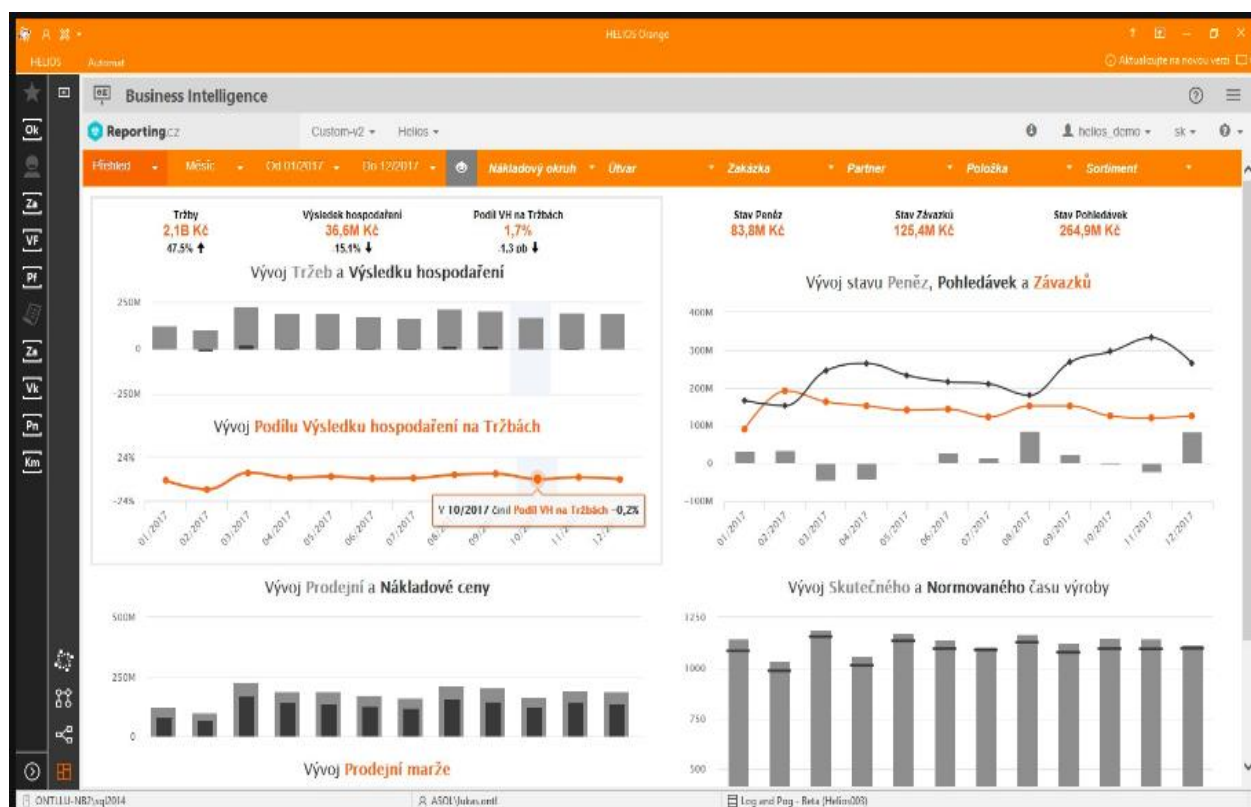 HELIOS Orange
HELIOS Automat Aktualizujte na novou verzi
Business Intelligence
Reporting.cz Custom-v2 Helios helios_demo sk
Přehled Měsíc Od 01/2017 Do 12/2017 Nákladový okruh Útvar Zakázka Partner Položka Sortiment
Ok
Za
VF
Pf
Za
Vk
Pn
Km
Tržby Výsledek hospodaření Podíl VH na Tržbách
2,1B Kč 36,6M Kč 1,7%
47.5% -15.1% -1.3 pb
Vývoj Tržeb a Výsledku hospodaření
250M
0
-250M
Vývoj Podílu Výsledku hospodaření na Tržbách
24%
-24%
V 10/2017 činil Podíl VH na Tržbách -0,2%
01/2017 02/2017 03/2017 04/2017 05/2017 06/2017 07/2017 08/ 09/ 10/ 11/ 12/
Stav Peněz Stav Závazků Stav Pohledávek
83,8M Kč 125,4M Kč 264,9M Kč
Vývoj stavu Peněz, Pohledávek a Závazků
400M
300M
200M
100M
0
-100M
01/2017 02/2017 03/2017 04/2017 05/2017 06/2017 07/2017 08/2017 09/2017 10/2017 11/2017 12/2017
Vývoj Prodejní a Nákladové ceny
500M
250M
0
Vývoj Prodejní marže
Vývoj Skutečného a Normovaného času výroby
1250
1000
750
500
ASOL\lukas.ontl
Log and Pog - Beta (Helios003)